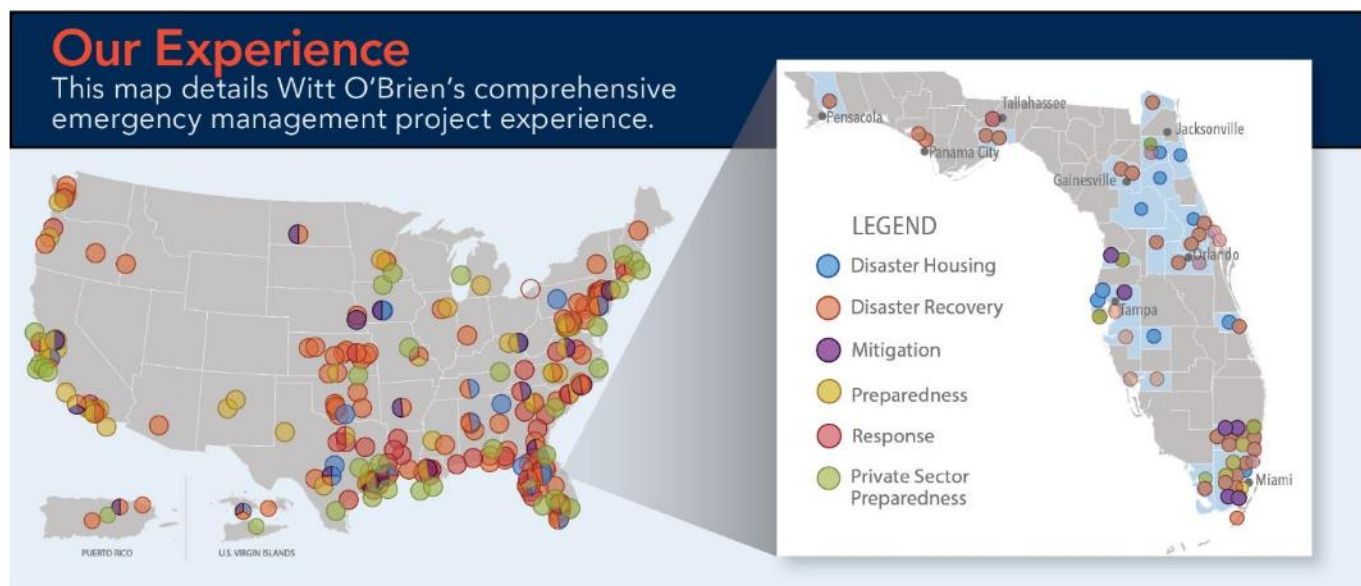 Our Experience
This map details Witt O'Brien's comprehensive
emergency management project experience.
Tallahassee
Pensacola
Jacksonville
Panama City
Gainesville
LEGEND
Orlando
Disaster Housing
Disaster Recovery
Tampa
Mitigation
Preparedness
Response
Private Sector
Preparedness
Miami
PUERTO RICO
U.S. VIRGIN ISLANDS